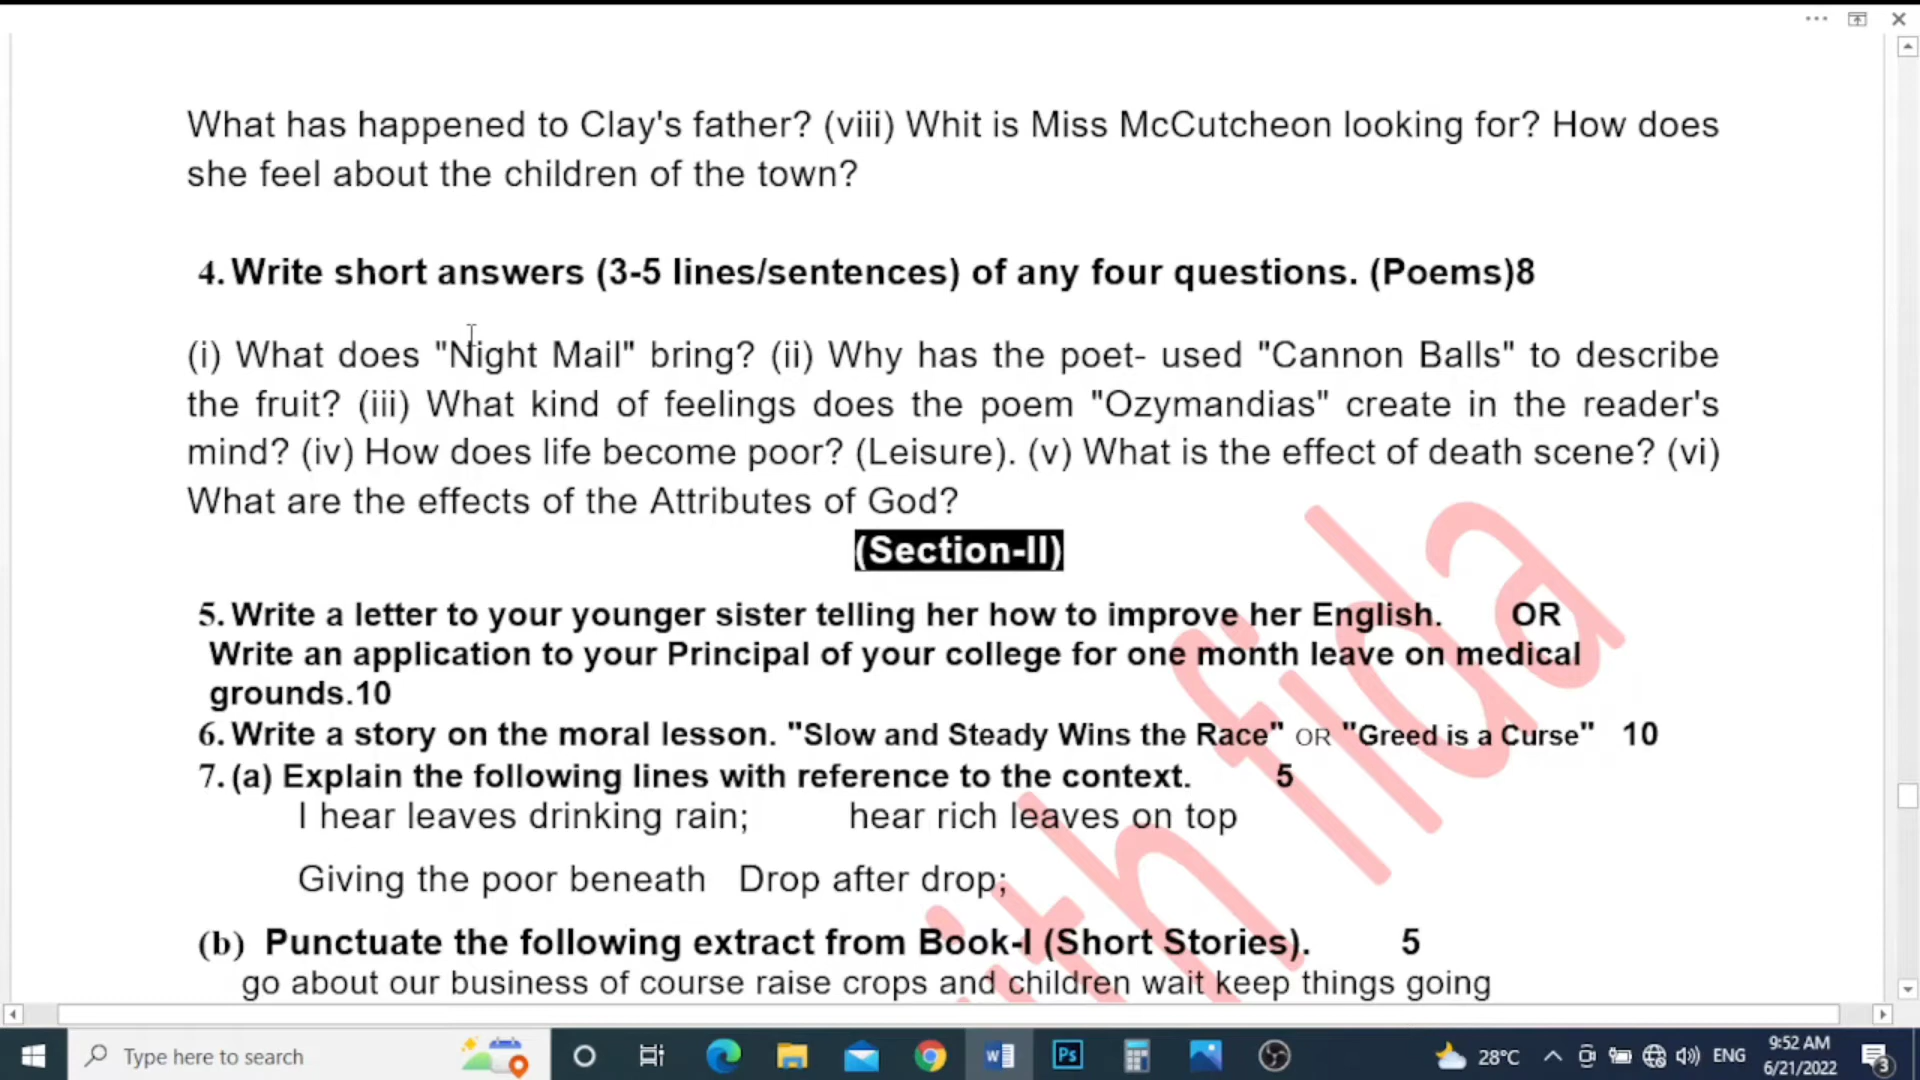 What has happened to Clay's father? (viii) Whit is Miss McCutcheon looking for? How does
she feel about the children of the town?
4. Write short answers (3-5 lines/sentences) of any four questions. (Poems)8
(i) What does "Night Mail" bring? (ii) Why has the poet- used "Cannon Balls" to describe
the fruit? (iii) What kind of feelings does the poem "Ozymandias" create in the reader's
mind? (iv) How does life become poor? (Leisure). (v) What is the effect of death scene? (vi)
What are the effects of the Attributes of God?
(Section-II)
5. Write a letter to your younger sister telling her how to improve her English. OR
Write an application to your Principal of your college for one month leave on medical
grounds.10
6. Write a story on the moral lesson. "Slow and Steady Wins the Race" OR "Greed is a Curse" 10
7. (a) Explain the following lines with reference to the context. 5
I hear leaves drinking rain; hear rich leaves on top
Giving the poor beneath Drop after drop;
(b) Punctuate the following extract from Book-I (Short Stories). 5
go about our business of course raise crops and children wait keep things going
with fida
Type here to search
28°C
ENG
9:52 AM
6/21/2022
3